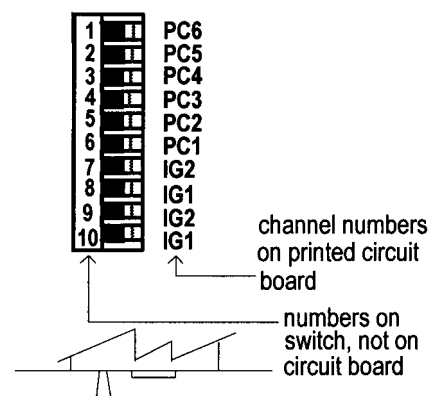 1 PC6
2 PC5
3 PC4
4 PC3
5 PC2
6 PC1
7 IG2
8 IG1
9 IG2
10 IG1
channel numbers
on printed circuit
board
numbers on
switch, not on
circuit board